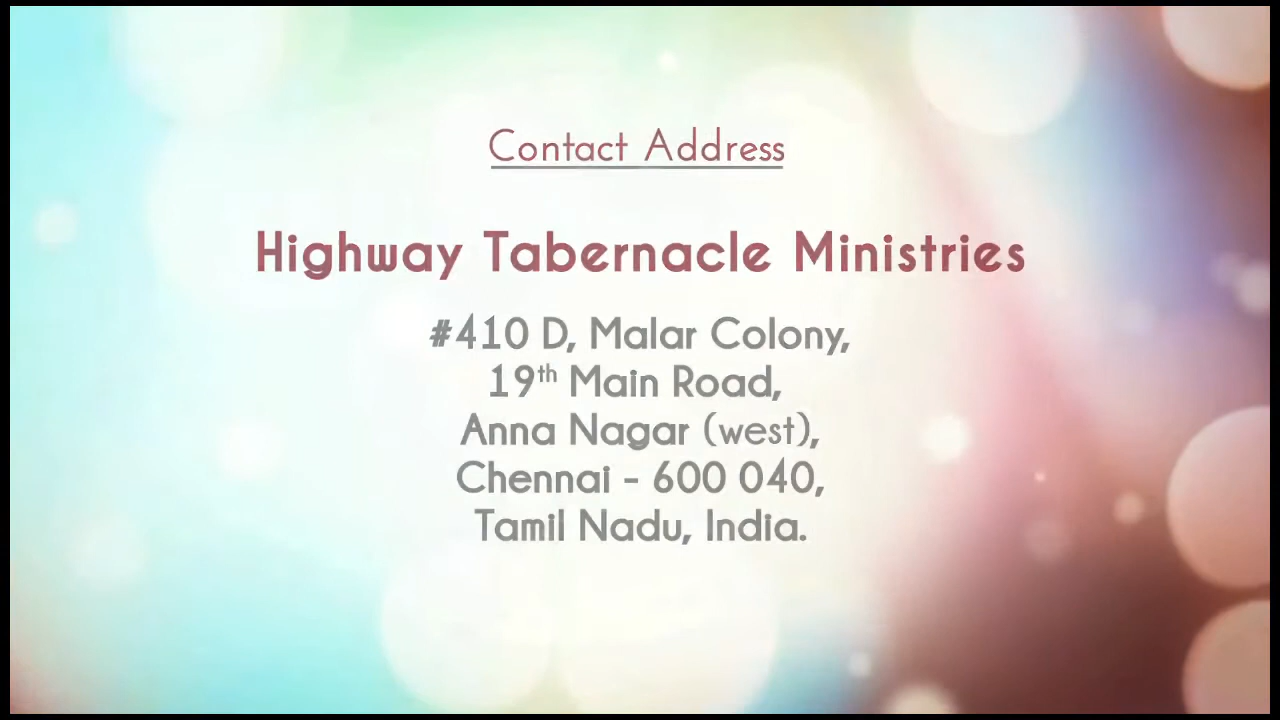 Contact Address
Highway Tabernacle Ministries
#410 D, Malar Colony,
19th Main Road,
Anna Nagar (west),
Chennai - 600 040,
Tamil Nadu, India.